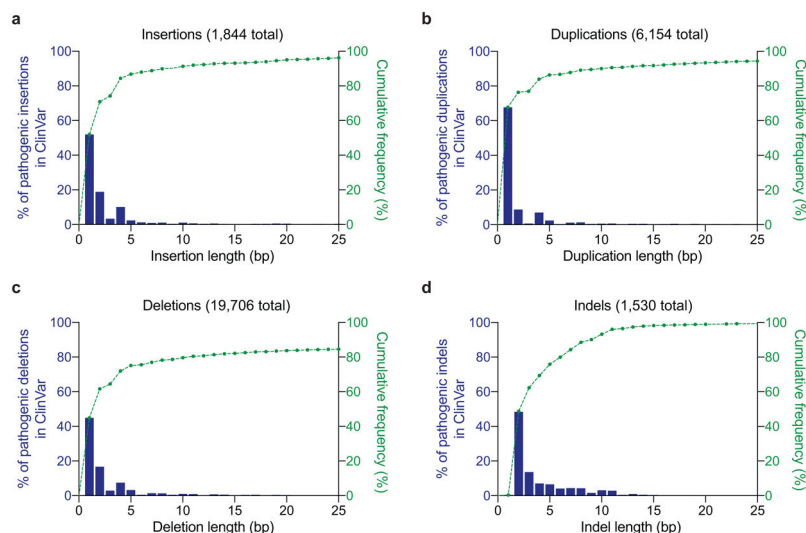 a
Insertions (1,844 total)
% of pathogenic insertions
in ClinVar
100
80
60
40
20
0
0 5 10 15 20 25
Insertion length (bp)
100
80
60
40
20
0
Cumulative frequency (%)
b
Duplications (6,154 total)
% of pathogenic duplications
in ClinVar
100
80
60
40
20
0
0 5 10 15 20 25
Duplication length (bp)
100
80
60
40
20
0
Cumulative frequency (%)
c
Deletions (19,706 total)
% of pathogenic deletions
in ClinVar
100
80
60
40
20
0
0 5 10 15 20 25
Deletion length (bp)
100
80
60
40
20
0
Cumulative frequency (%)
d
Indels (1,530 total)
% of pathogenic indels
in ClinVar
100
80
60
40
20
0
0 5 10 15 20 25
Indel length (bp)
100
80
60
40
20
0
Cumulative frequency (%)